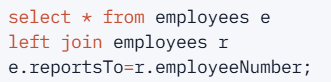 select * from employees e
left join employees r
e.reportsTo=r.employeeNumber;